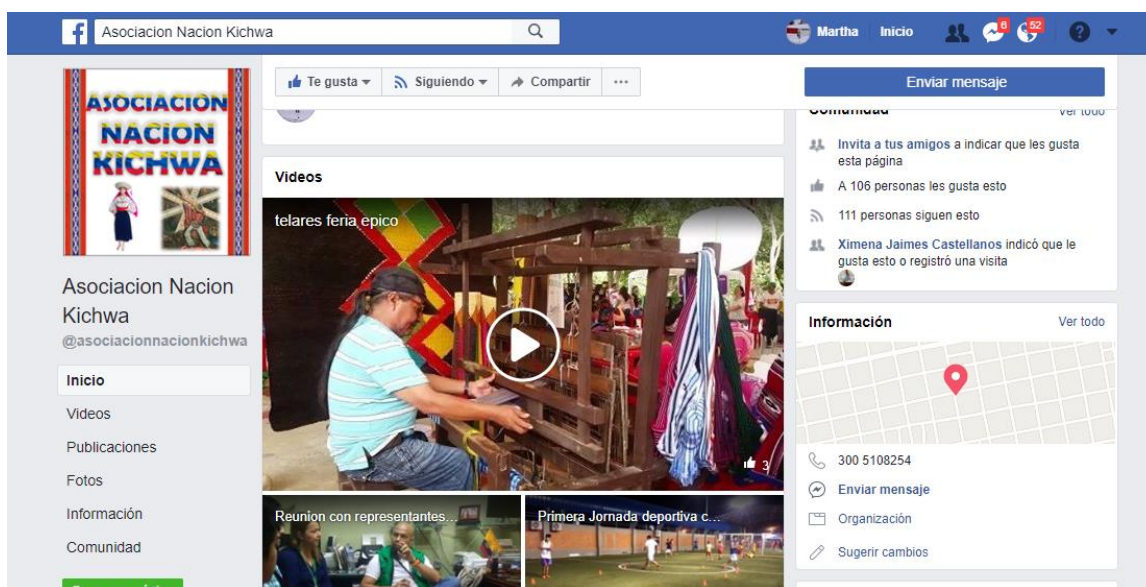 Asociacion Nacion Kichwa
Martha
Inicio
6
52
Te gusta
Siguiendo
Compartir
Enviar mensaje
ASOCIACION
NACION
KICHWA
Asociacion Nacion
Kichwa
@asociacionnacionkichwa
Inicio
Videos
Publicaciones
Fotos
Información
Comunidad
Videos
telares feria epico
3
Reunion con representantes...
Primera Jornada deportiva c...
Comunidad
Ver todo
Invita a tus amigos a indicar que les gusta
esta página
A 106 personas les gusta esto
111 personas siguen esto
Ximena Jaimes Castellanos indicó que le
gusta esto o registró una visita
Información
Ver todo
300 5108254
Enviar mensaje
Organización
Sugerir cambios